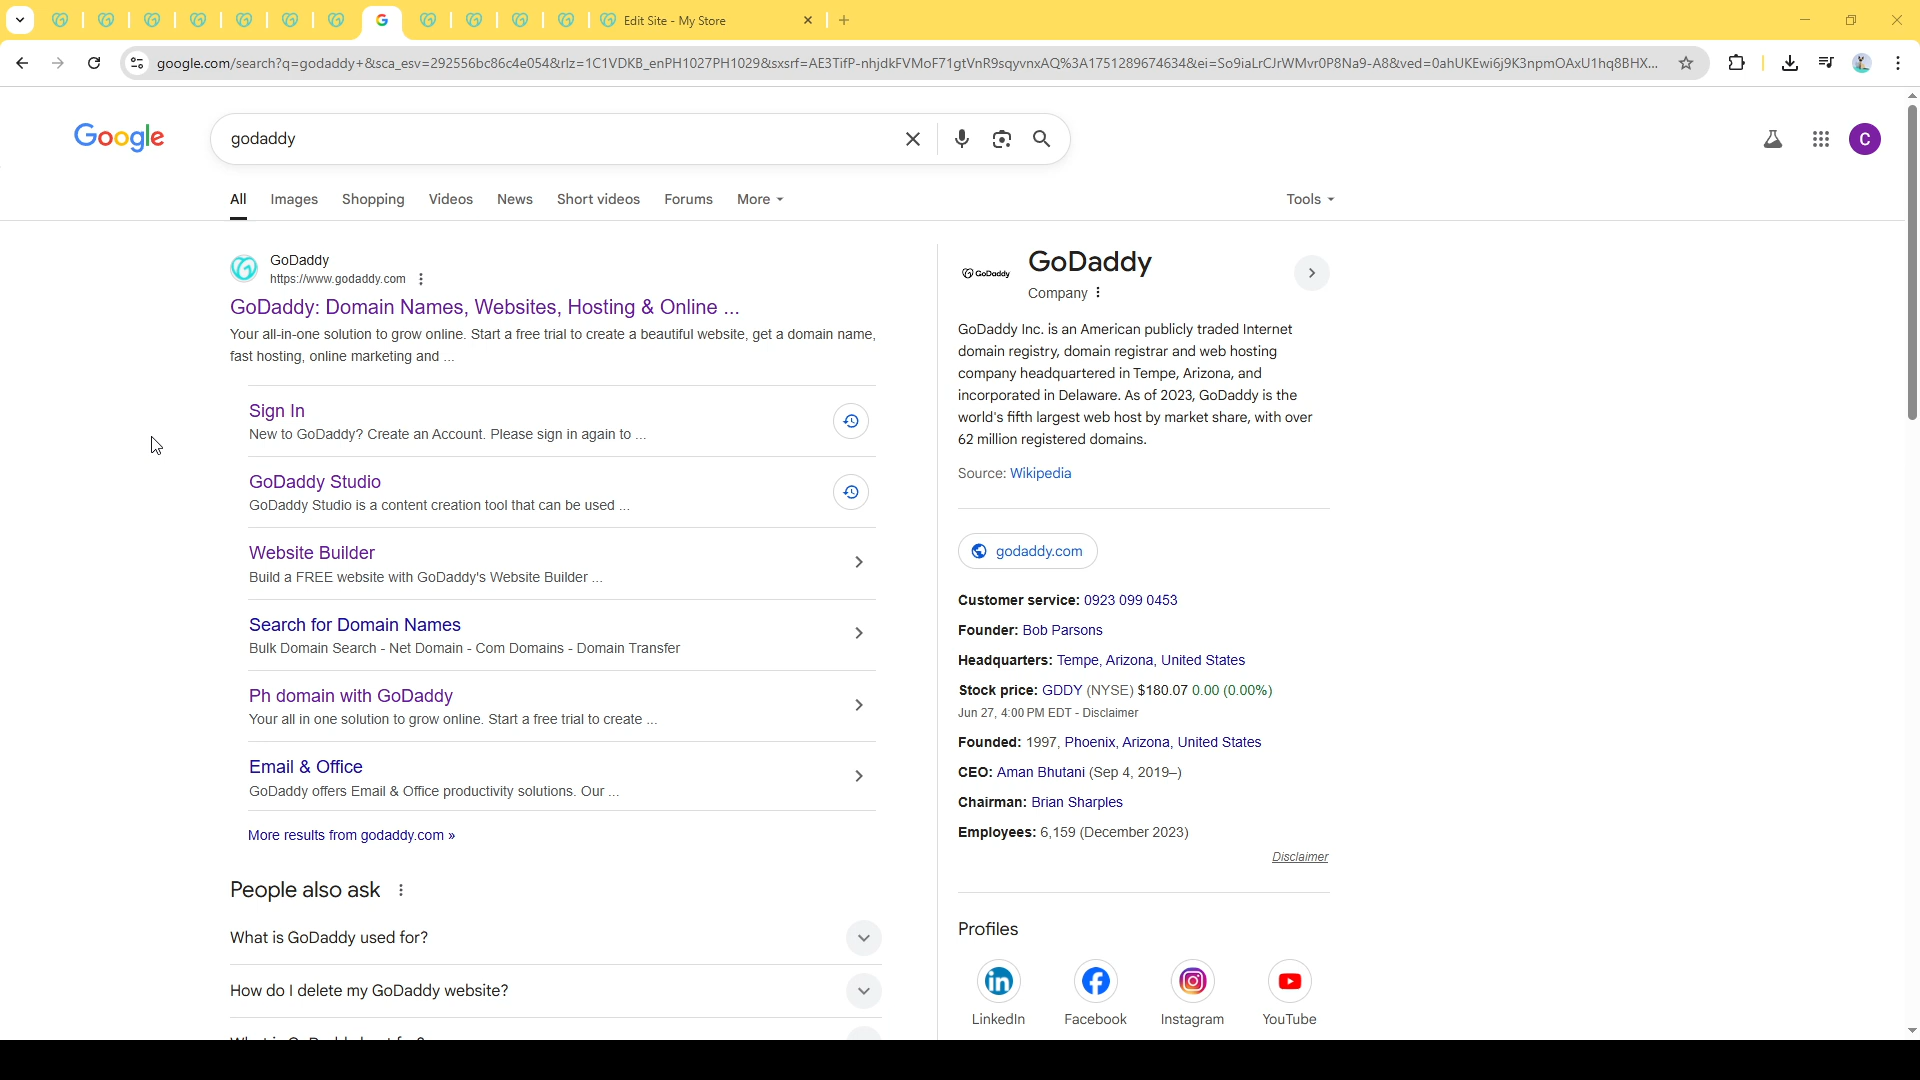 Edit Site - My Store
google.com/search?q=godaddy+&sca_esv=292556bc86c4e054&rlz=1C1VDKB_enPH1027PH1029&sxsrf=AE3TifP-nhjdkFVMoF71gtVnR9sqyvnxAQ%3A1751289674634&ei=So9iaLrCJrWMvr0P8Na9-A8&ved=0ahUKEwi6j9K3npmOAxU1hq8BHX...
Google
godaddy
C
All Images Shopping Videos News Short videos Forums More Tools
GoDaddy
https://www.godaddy.com
GoDaddy: Domain Names, Websites, Hosting & Online ...
Your all-in-one solution to grow online. Start a free trial to create a beautiful website, get a domain name,
fast hosting, online marketing and ...
Sign In
New to GoDaddy? Create an Account. Please sign in again to ...
GoDaddy Studio
GoDaddy Studio is a content creation tool that can be used ...
Website Builder
Build a FREE website with GoDaddy's Website Builder ...
Search for Domain Names
Bulk Domain Search - Net Domain - Com Domains - Domain Transfer
Ph domain with GoDaddy
Your all in one solution to grow online. Start a free trial to create ...
Email & Office
GoDaddy offers Email & Office productivity solutions. Our ...
More results from godaddy.com »
People also ask
What is GoDaddy used for?
How do I delete my GoDaddy website?
GoDaddy
GoDaddy
Company
GoDaddy Inc. is an American publicly traded Internet
domain registry, domain registrar and web hosting
company headquartered in Tempe, Arizona, and
incorporated in Delaware. As of 2023, GoDaddy is the
world's fifth largest web host by market share, with over
62 million registered domains.
Source: Wikipedia
godaddy.com
Customer service: 0923 099 0453
Founder: Bob Parsons
Headquarters: Tempe, Arizona, United States
Stock price: GDDY (NYSE) $180.07 0.00 (0.00%)
Jun 27, 4:00 PM EDT - Disclaimer
Founded: 1997, Phoenix, Arizona, United States
CEO: Aman Bhutani (Sep 4, 2019–)
Chairman: Brian Sharples
Employees: 6,159 (December 2023)
Disclaimer
Profiles
LinkedIn Facebook Instagram YouTube